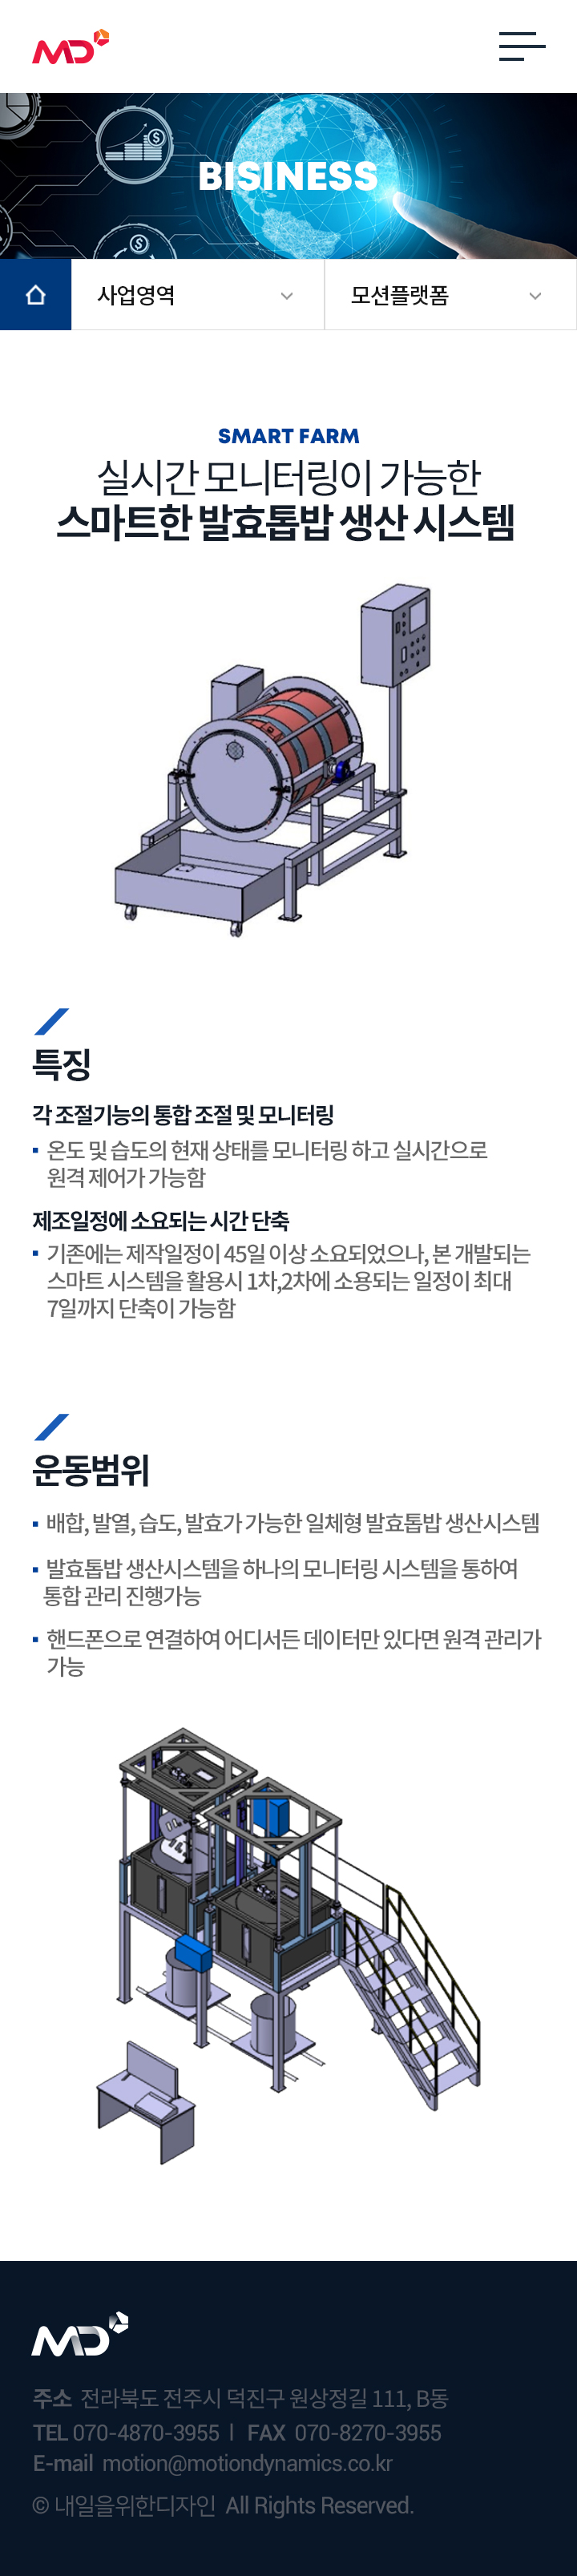 MD
BISINESS
사업영역
모션플랫폼
SMART FARM
실시간 모니터링이 가능한
스마트한 발효톱밥 생산 시스템
특징
각 조절기능의 통합 조절 및 모니터링
▪ 온도 및 습도의 현재 상태를 모니터링 하고 실시간으로
원격 제어가 가능함
제조일정에 소요되는 시간 단축
▪ 기존에는 제작일정이 45일 이상 소요되었으나, 본 개발되는
스마트 시스템을 활용시 1차,2차에 소용되는 일정이 최대
7일까지 단축이 가능함
운동범위
▪ 배합, 발열, 습도, 발효가 가능한 일체형 발효톱밥 생산시스템
▪ 발효톱밥 생산시스템을 하나의 모니터링 시스템을 통하여
통합 관리 진행가능
▪ 핸드폰으로 연결하여 어디서든 데이터만 있다면 원격 관리가
가능
MD
주소 전라북도 전주시 덕진구 원상정길 111, B동
TEL 070-4870-3955 | FAX 070-8270-3955
E-mail motion@motiondynamics.co.kr
© 내일을위한디자인 All Rights Reserved.